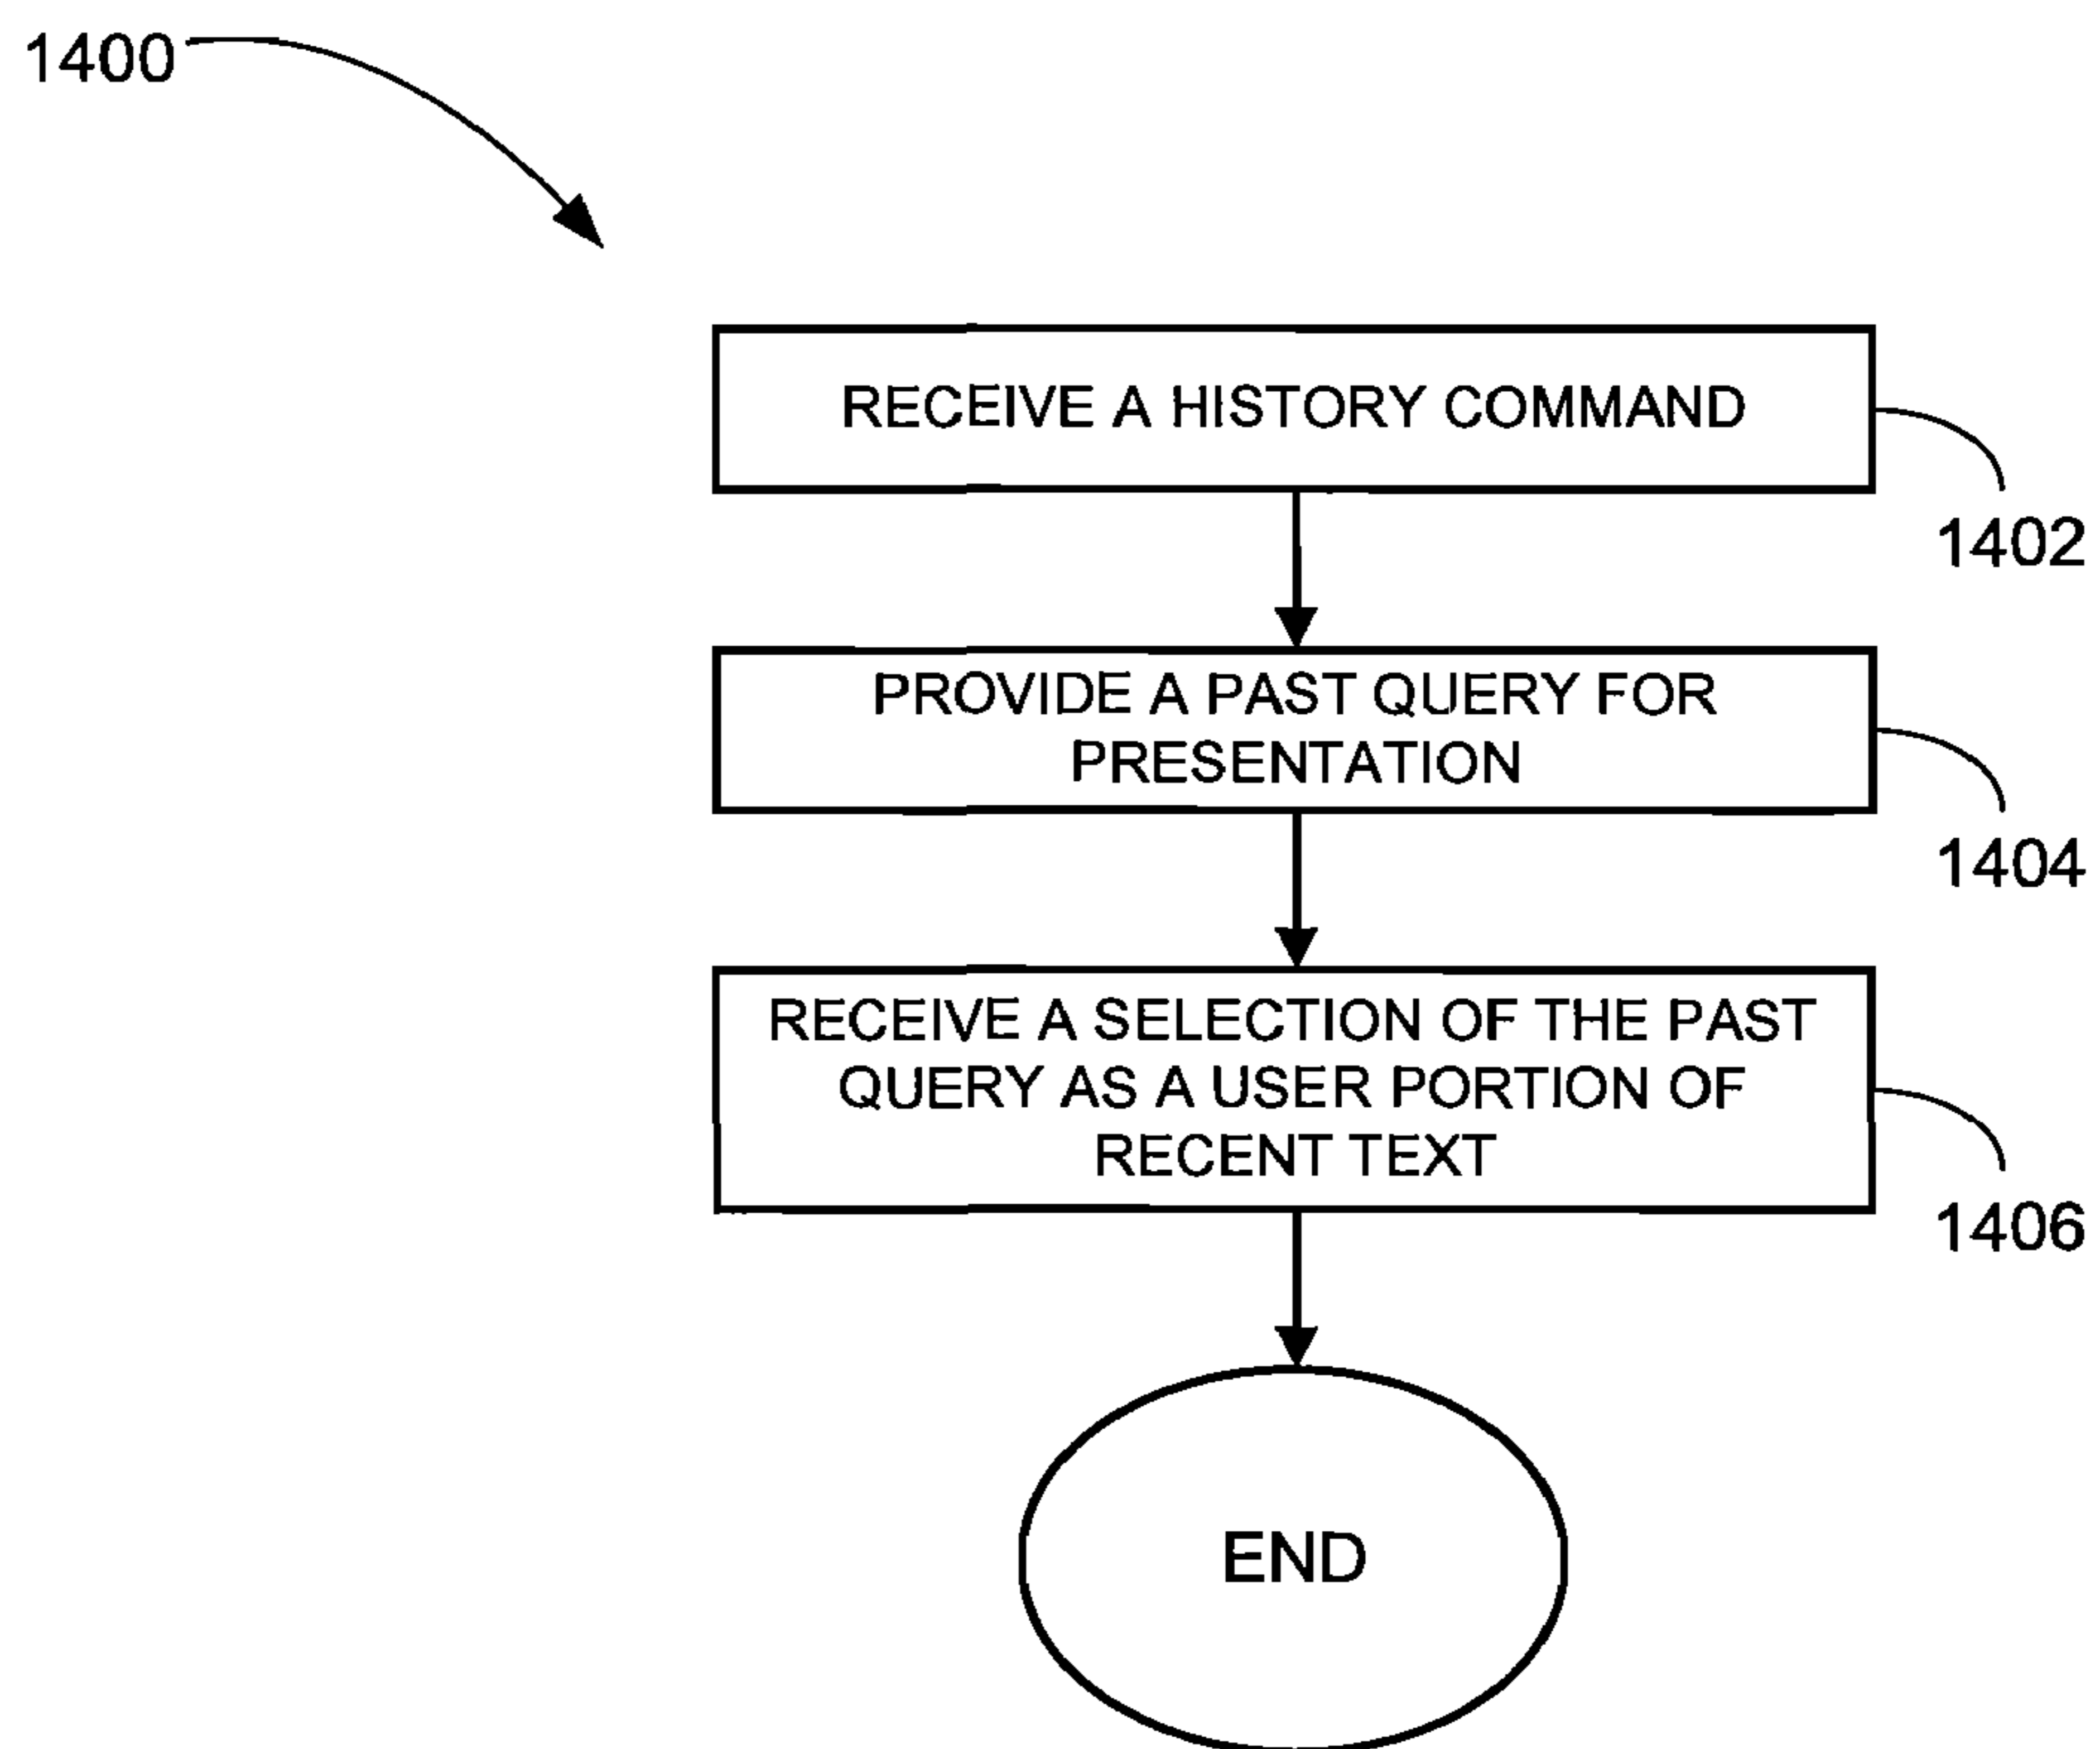 1400
RECEIVE A HISTORY COMMAND
1402
PROVIDE A PAST QUERY FOR
PRESENTATION
1404
RECEIVE A SELECTION OF THE PAST
QUERY AS A USER PORTION OF
RECENT TEXT
1406
END